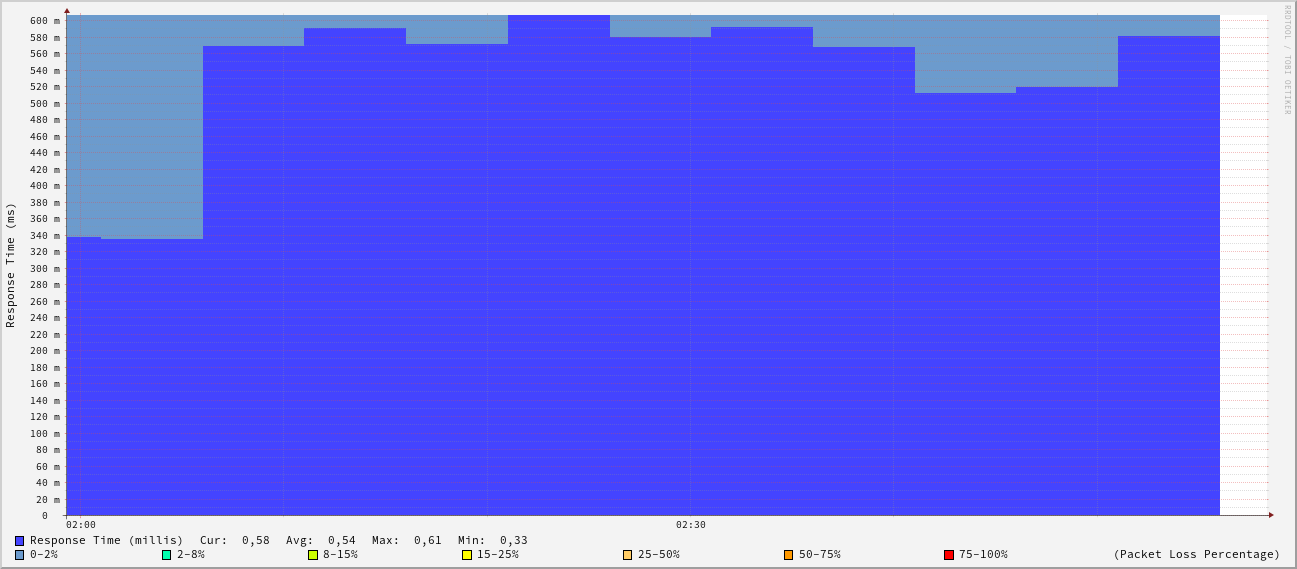 600 m
580 m
560 m
540 m
520 m
500 m
480 m
460 m
440 m
420 m
400 m
380 m
360 m
340 m
320 m
300 m
280 m
260 m
240 m
220 m
200 m
180 m
160 m
140 m
120 m
100 m
80 m
60 m
40 m
20 m
0
Response Time (ms)
RRDTOOL / TOBI OETIKER
02:00 02:30
Response Time (millis) Cur: 0,58 Avg: 0,54 Max: 0,61 Min: 0,33
0-2% 2-8% 8-15% 15-25% 25-50% 50-75% 75-100% (Packet Loss Percentage)